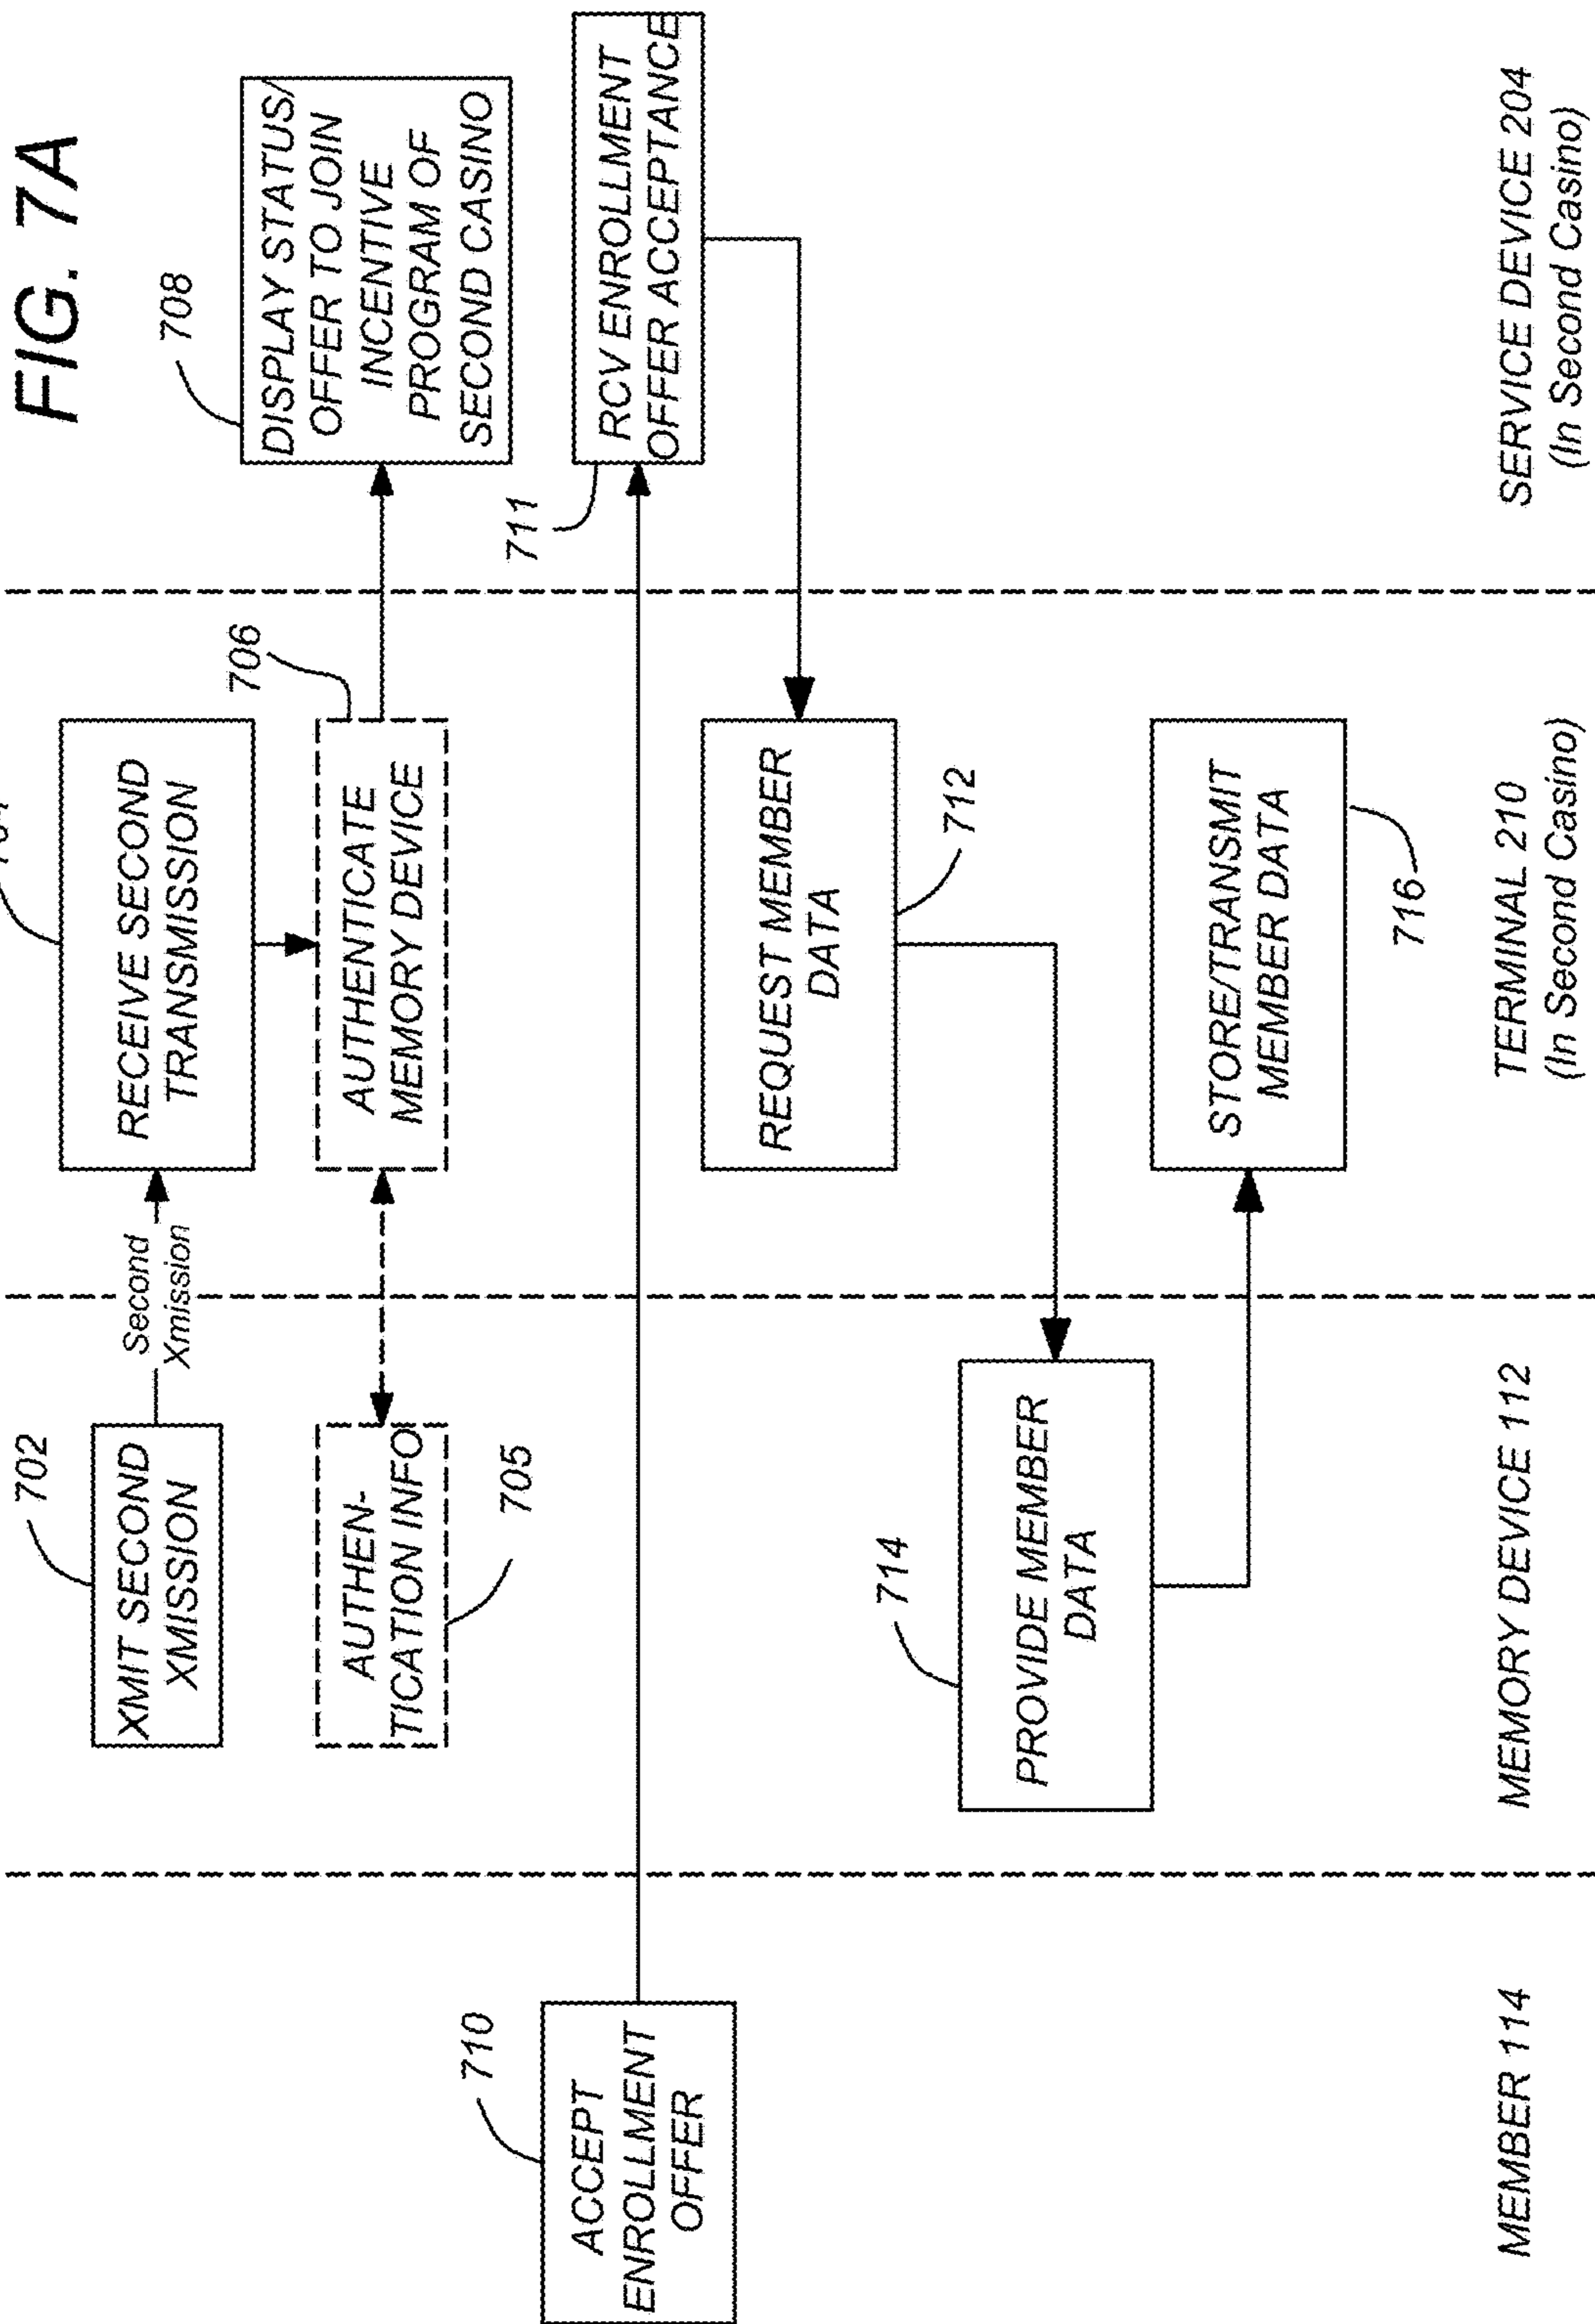 FIG. 7A
702
XMIT SECOND
XMISSION
Second
Xmission
RECEIVE SECOND
TRANSMISSION
705
AUTHEN-
TICATION INFO
706
AUTHENTICATE
MEMORY DEVICE
708
DISPLAY STATUS/
OFFER TO JOIN
INCENTIVE
PROGRAM OF
SECOND CASINO
710
ACCEPT
ENROLLMENT
OFFER
711
RCV ENROLLMENT
OFFER ACCEPTANCE
REQUEST MEMBER
DATA
712
714
PROVIDE MEMBER
DATA
STORE/TRANSMIT
MEMBER DATA
716
MEMBER 114
MEMORY DEVICE 112
TERMINAL 210
(In Second Casino)
SERVICE DEVICE 204
(In Second Casino)